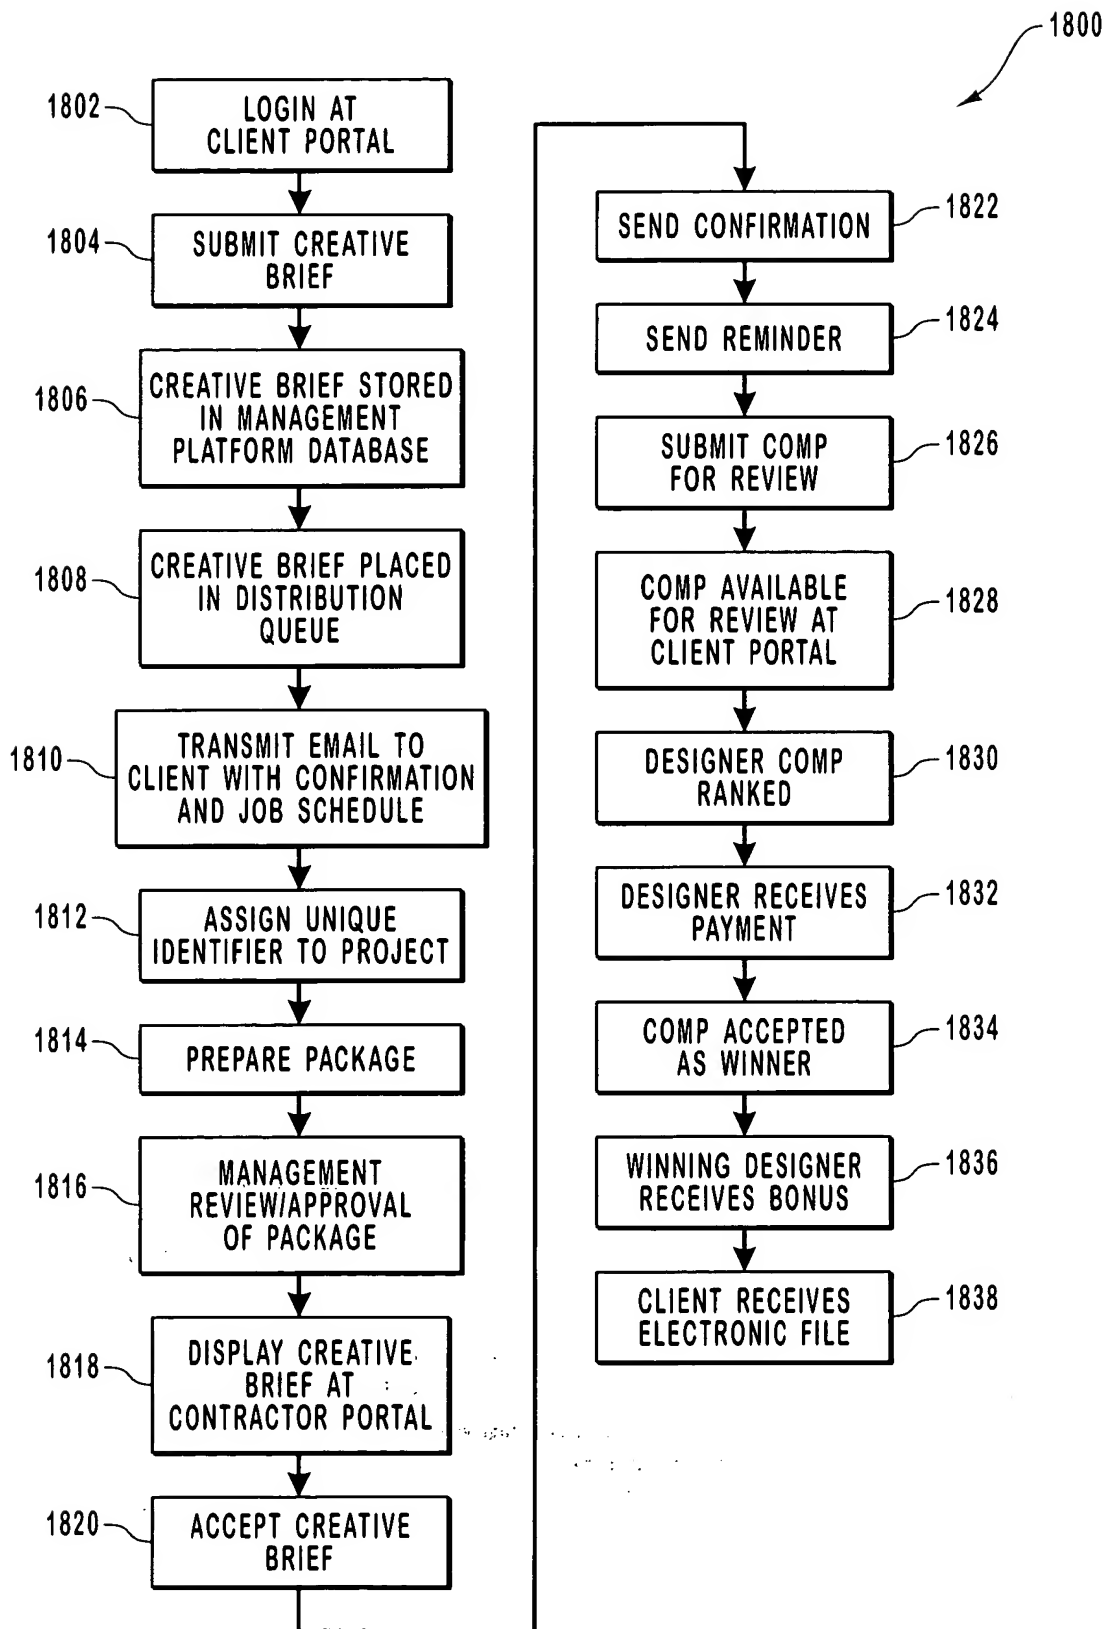 1800
1802
LOGIN AT
CLIENT PORTAL
1804
SUBMIT CREATIVE
BRIEF
1806
CREATIVE BRIEF STORED
IN MANAGEMENT
PLATFORM DATABASE
1808
CREATIVE BRIEF PLACED
IN DISTRIBUTION
QUEUE
1810
TRANSMIT EMAIL TO
CLIENT WITH CONFIRMATION
AND JOB SCHEDULE
1812
ASSIGN UNIQUE
IDENTIFIER TO PROJECT
1814
PREPARE PACKAGE
1816
MANAGEMENT
REVIEW/APPROVAL
OF PACKAGE
1818
DISPLAY CREATIVE
BRIEF AT
CONTRACTOR PORTAL
1820
ACCEPT CREATIVE
BRIEF
SEND CONFIRMATION
1822
SEND REMINDER
1824
SUBMIT COMP
FOR REVIEW
1826
COMP AVAILABLE
FOR REVIEW AT
CLIENT PORTAL
1828
DESIGNER COMP
RANKED
1830
DESIGNER RECEIVES
PAYMENT
1832
COMP ACCEPTED
AS WINNER
1834
WINNING DESIGNER
RECEIVES BONUS
1836
CLIENT RECEIVES
ELECTRONIC FILE
1838